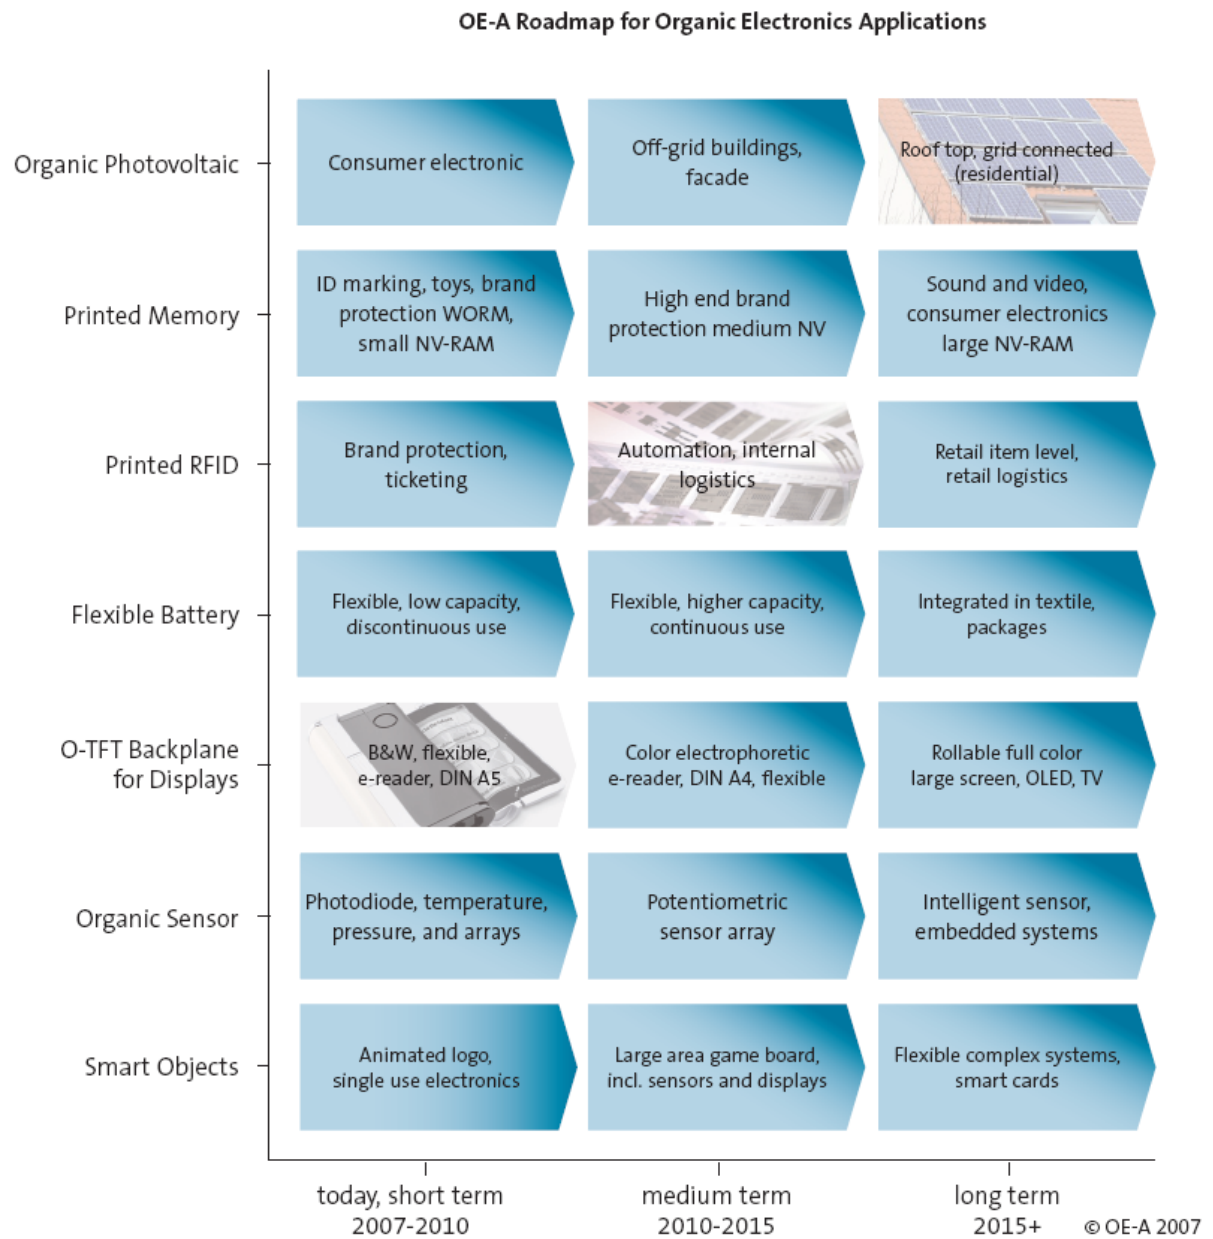 OE-A Roadmap for Organic Electronics Applications
Organic Photovoltaic
Consumer electronic
Off-grid buildings,
facade
Roof top, grid connected
(residential)
Printed Memory
ID marking, toys, brand
protection WORM,
small NV-RAM
High end brand
protection medium NV
Sound and video,
consumer electronics
large NV-RAM
Printed RFID
Brand protection,
ticketing
Automation, internal
logistics
Retail item level,
retail logistics
Flexible Battery
Flexible, low capacity,
discontinuous use
Flexible, higher capacity,
continuous use
Integrated in textile,
packages
O-TFT Backplane
for Displays
B&W, flexible,
e-reader, DIN A5
Color electrophoretic
e-reader, DIN A4, flexible
Rollable full color
large screen, OLED, TV
Organic Sensor
Photodiode, temperature,
pressure, and arrays
Potentiometric
sensor array
Intelligent sensor,
embedded systems
Smart Objects
Animated logo,
single use electronics
Large area game board,
incl. sensors and displays
Flexible complex systems,
smart cards
today, short term
2007-2010
medium term
2010-2015
long term
2015+
© OE-A 2007